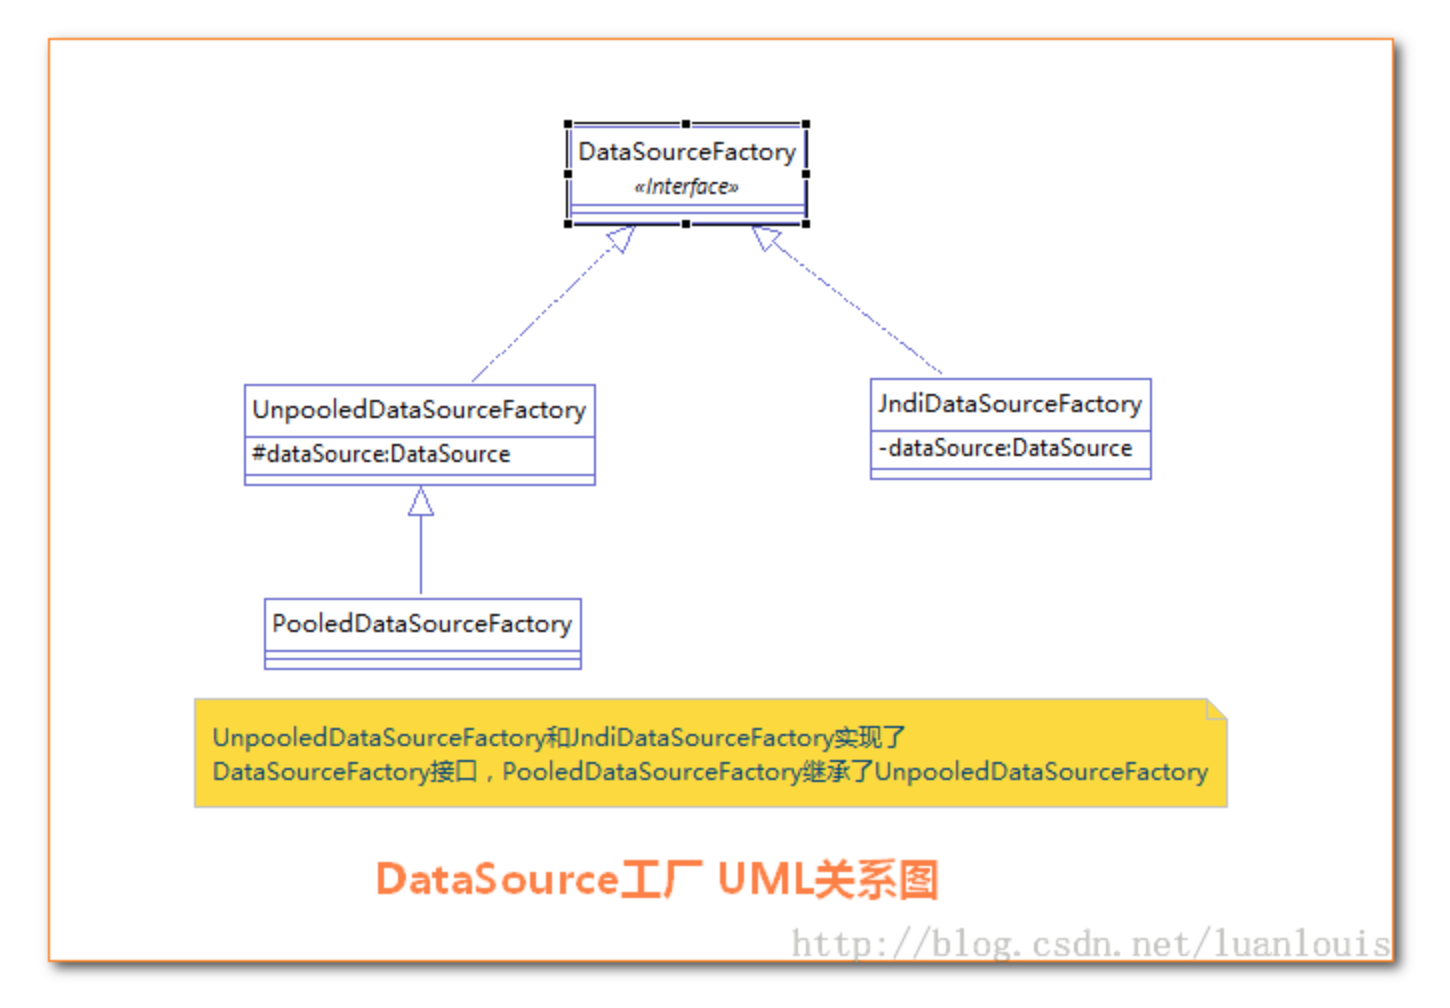 DataSourceFactory
«Interface»
UnpooledDataSourceFactory
#dataSource:DataSource
JndiDataSourceFactory
-dataSource:DataSource
PooledDataSourceFactory
UnpooledDataSourceFactory和JndiDataSourceFactory实现了
DataSourceFactory接口，PooledDataSourceFactory继承了UnpooledDataSourceFactory
DataSource工厂 UML关系图
http://blog.csdn.net/luanlouis